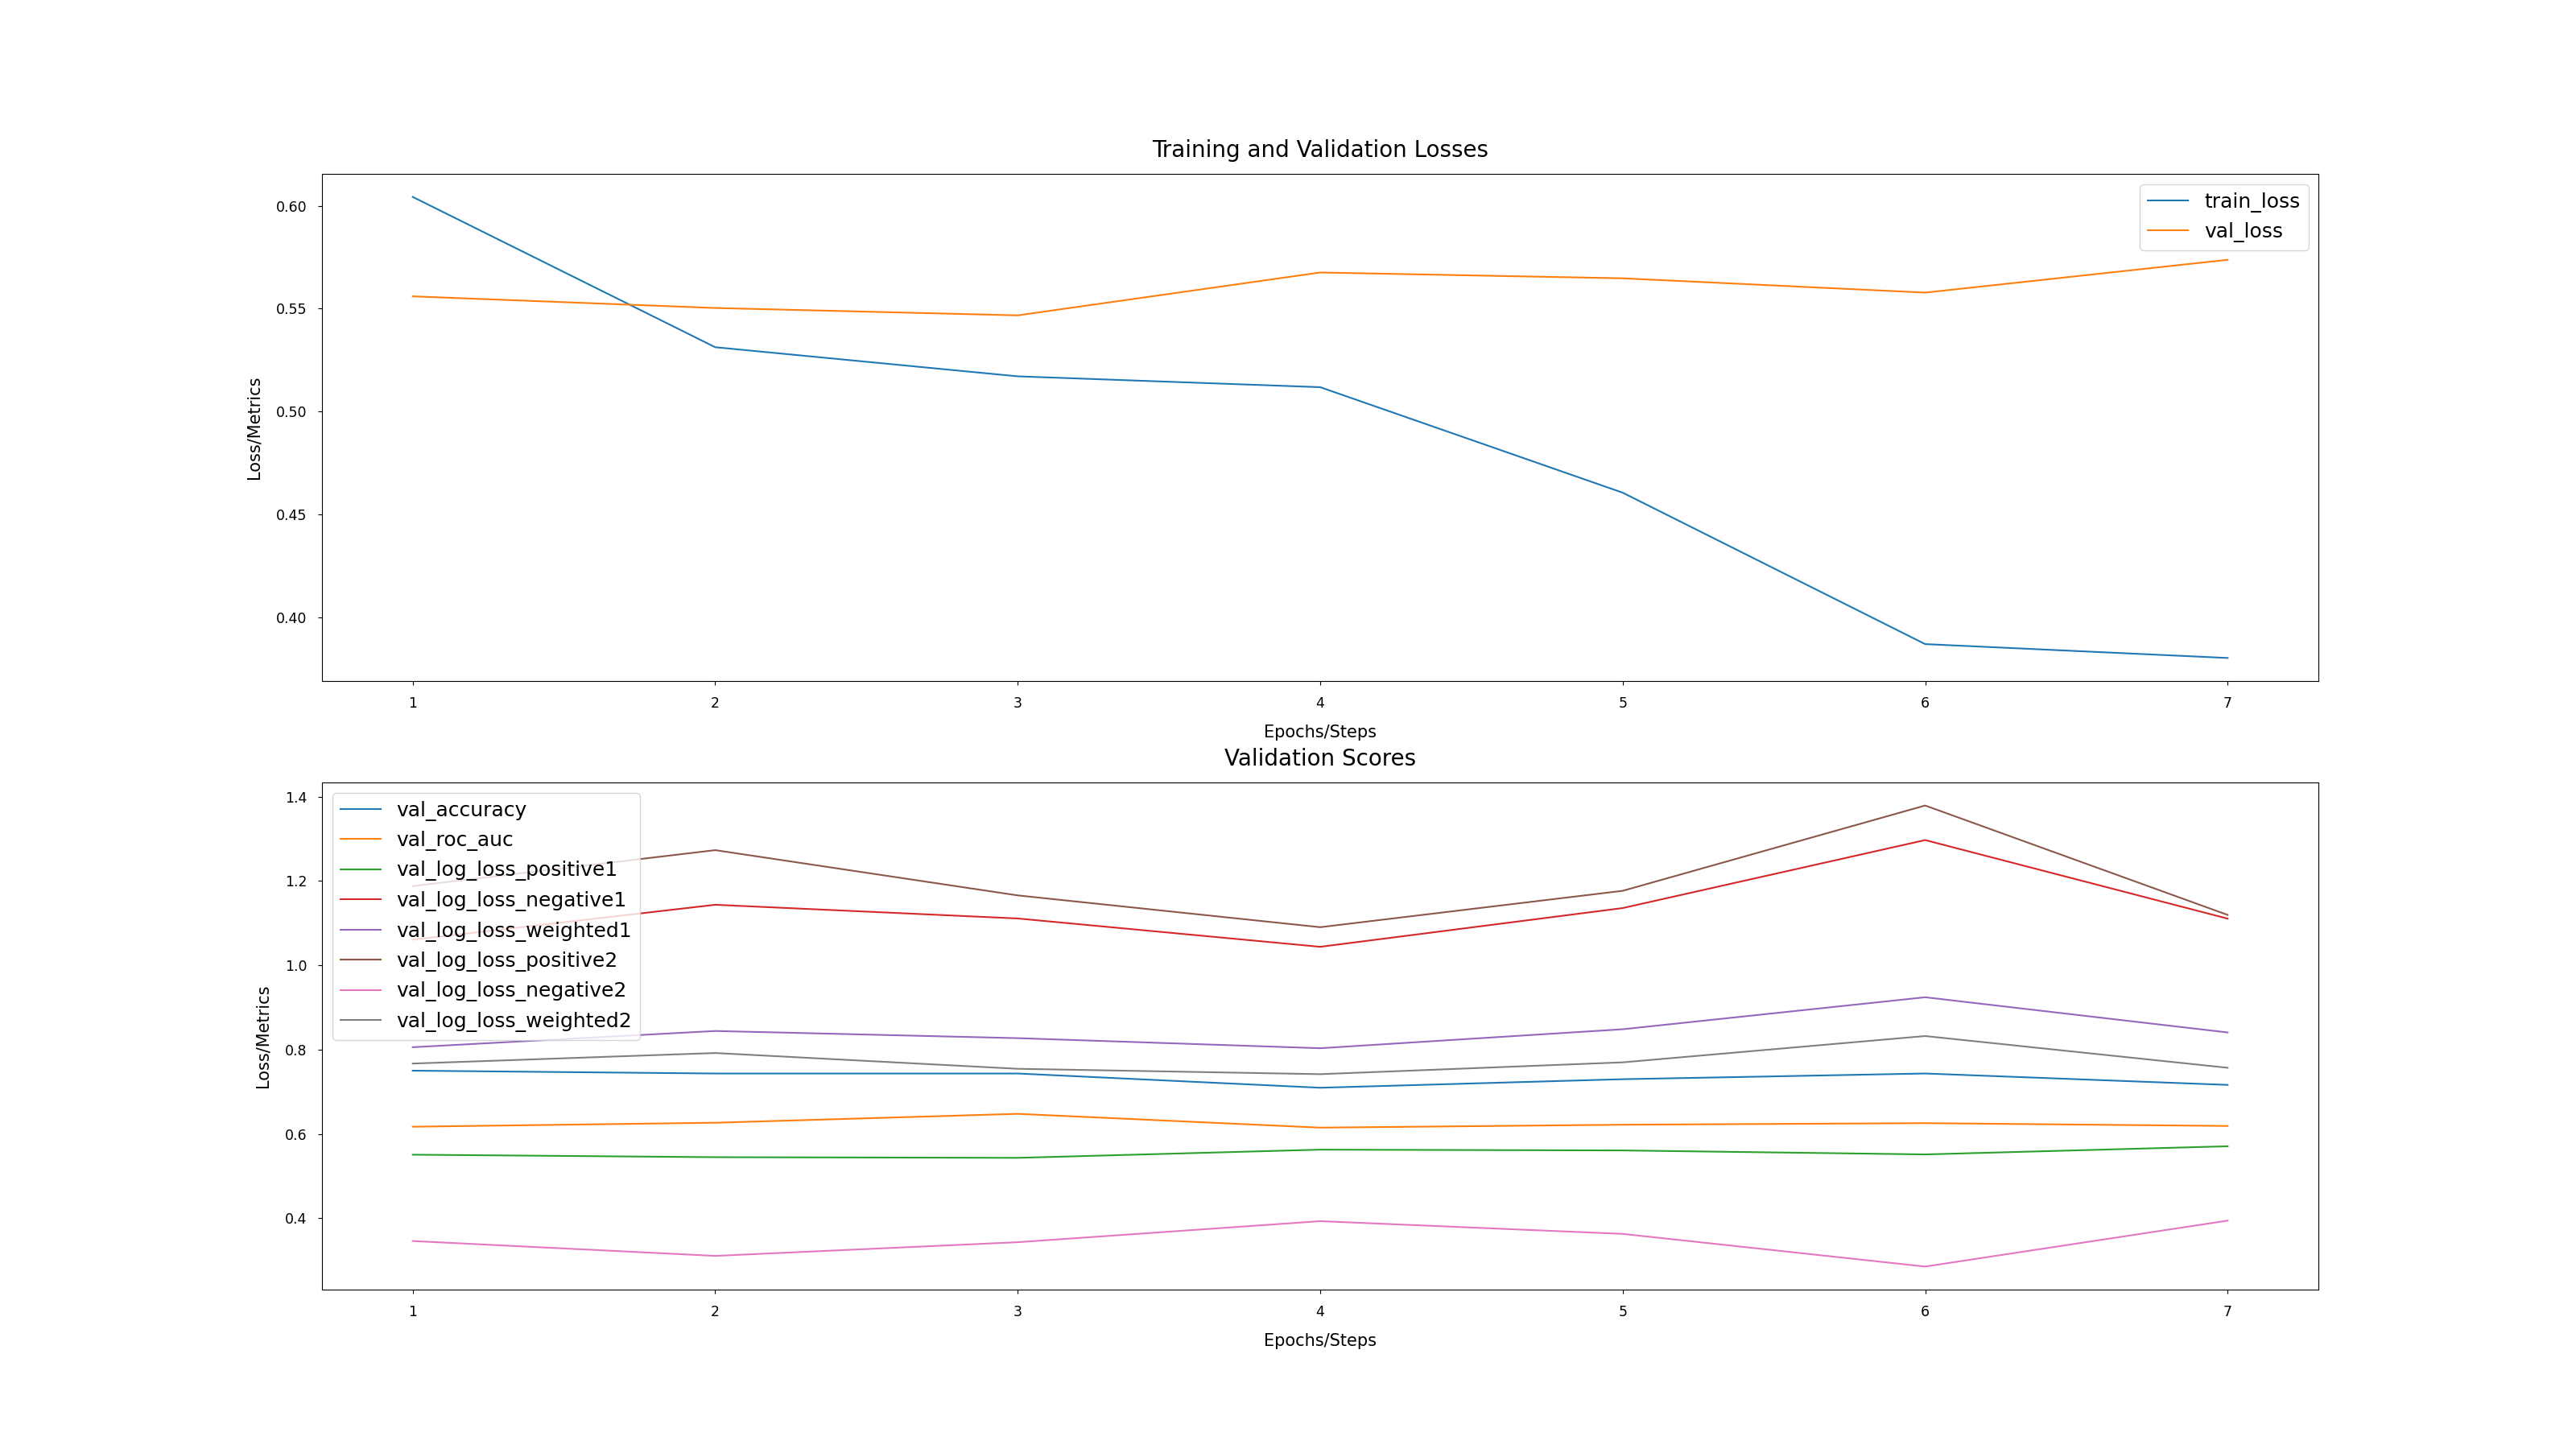 Training and Validation Losses
train_loss
val_loss
0.60
0.55
0.50
0.45
0.40
Loss/Metrics
1 2 3 4 5 6 7
Epochs/Steps
Validation Scores
val_accuracy
val_roc_auc
val_log_loss_positive1
val_log_loss_negative1
val_log_loss_weighted1
val_log_loss_positive2
val_log_loss_negative2
val_log_loss_weighted2
1.4
1.2
1.0
0.8
0.6
0.4
Loss/Metrics
1 2 3 4 5 6 7
Epochs/Steps